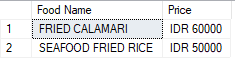 Food Name Price
1 FRIED CALAMARI IDR 60000
2 SEAFOOD FRIED RICE IDR 50000